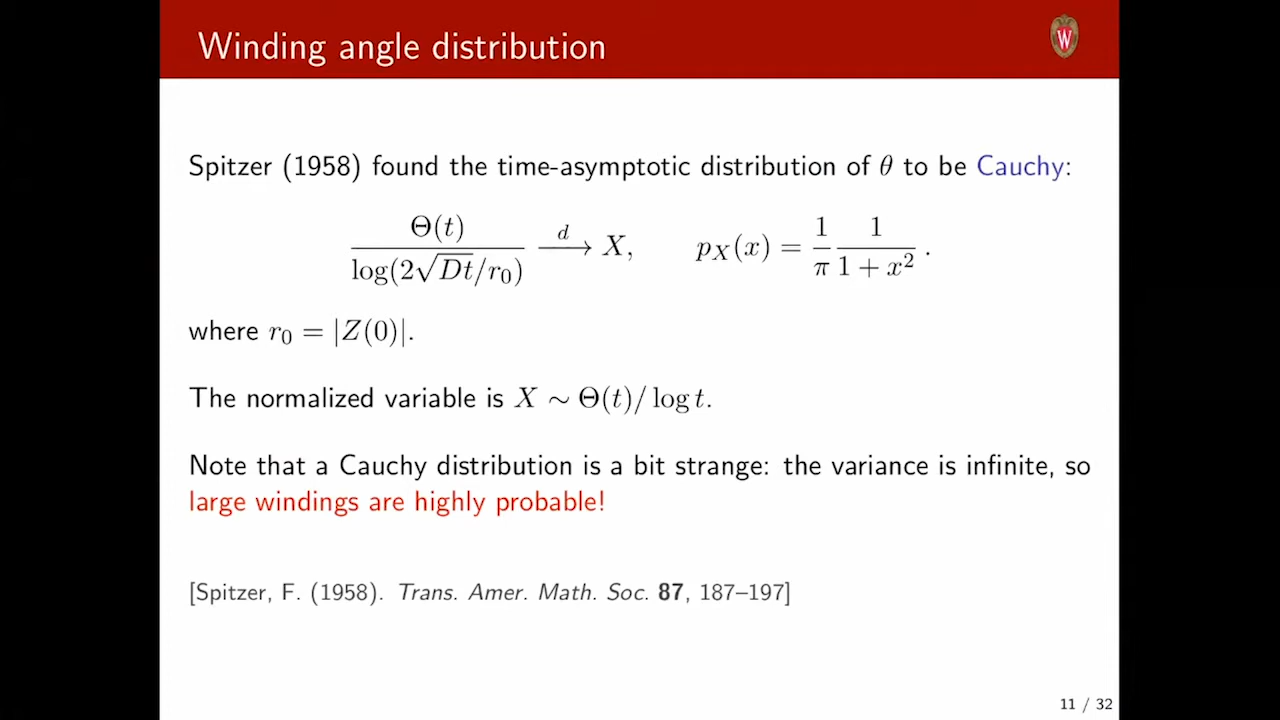 Winding angle distribution
W
Spitzer (1958) found the time-asymptotic distribution of θ to be Cauchy:
Θ(t) / log(2√Dt/r₀) —d→ X, p_X(x) = 1/π 1/(1 + x²) .
where r₀ = |Z(0)|.
The normalized variable is X ∼ Θ(t)/ log t.
Note that a Cauchy distribution is a bit strange: the variance is infinite, so
large windings are highly probable!
[Spitzer, F. (1958). Trans. Amer. Math. Soc. 87, 187–197]
11 / 32